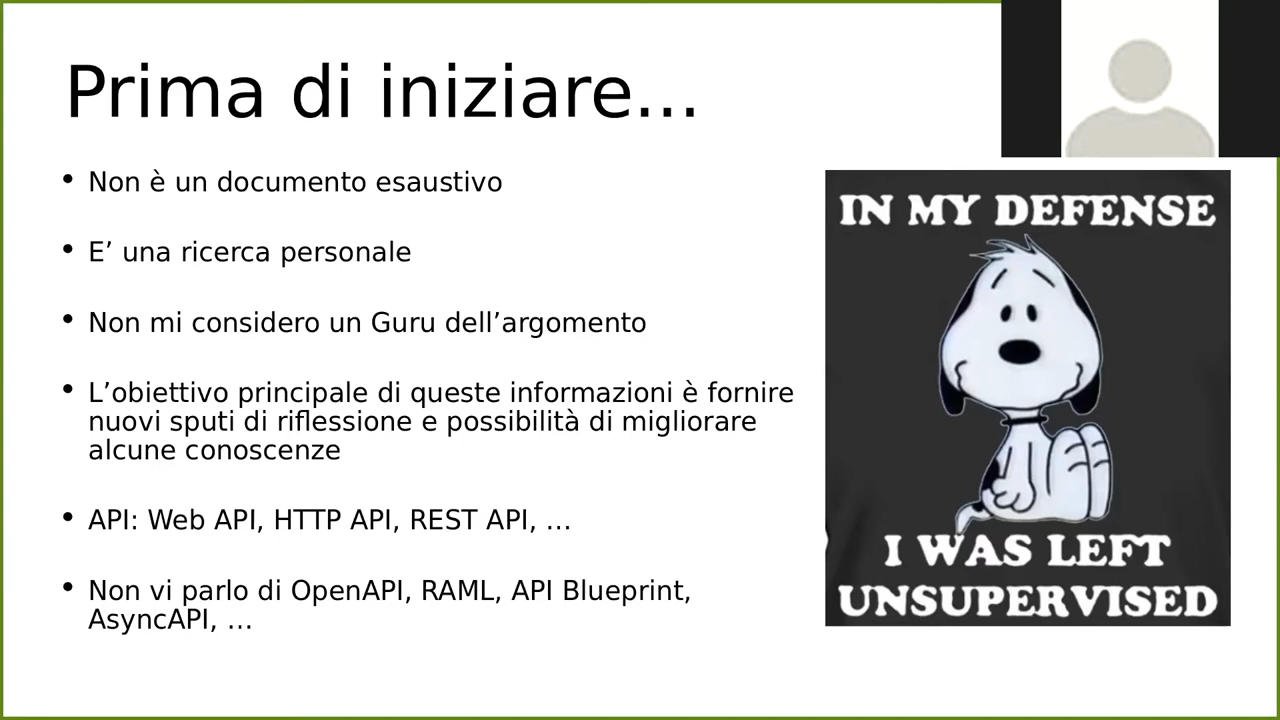 Prima di iniziare…
• Non è un documento esaustivo
• E’ una ricerca personale
• Non mi considero un Guru dell’argomento
• L’obiettivo principale di queste informazioni è fornire
nuovi sputi di riflessione e possibilità di migliorare
alcune conoscenze
• API: Web API, HTTP API, REST API, …
• Non vi parlo di OpenAPI, RAML, API Blueprint,
AsyncAPI, …
IN MY DEFENSE
I WAS LEFT
UNSUPERVISED